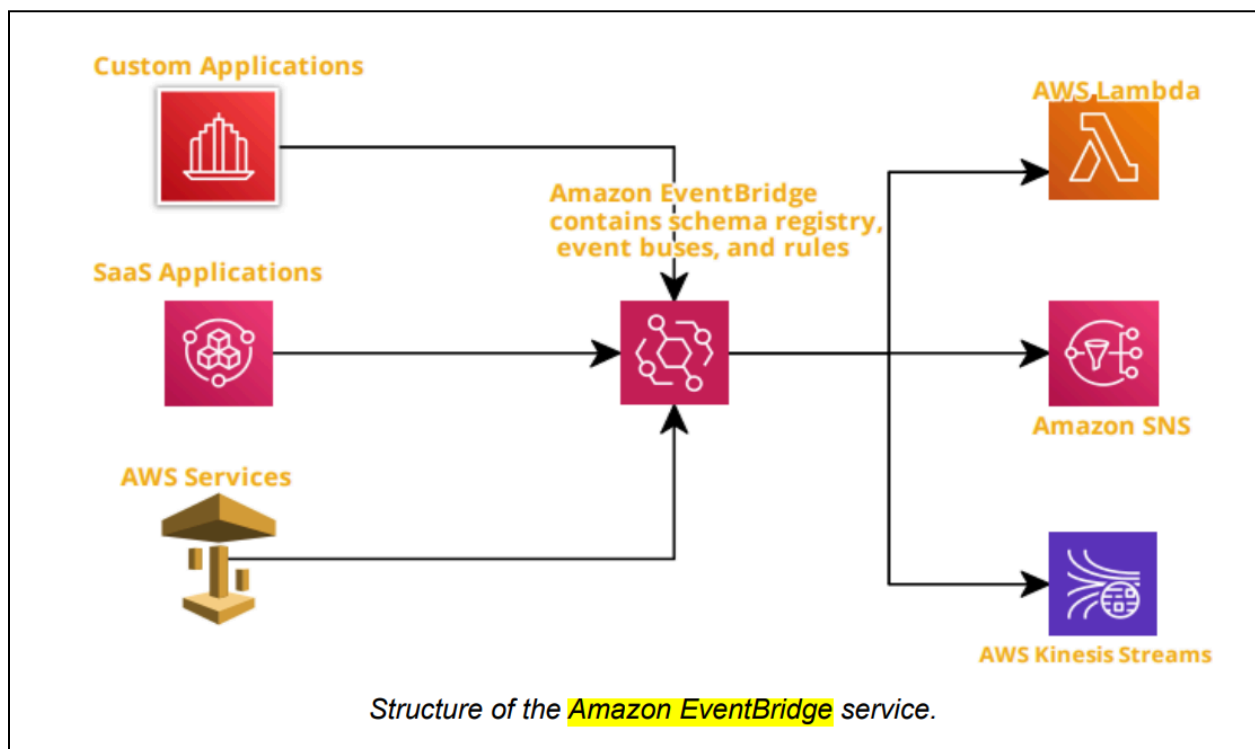 Custom Applications
AWS Lambda
Amazon EventBridge
contains schema registry,
event buses, and rules
SaaS Applications
Amazon SNS
AWS Services
AWS Kinesis Streams
Structure of the Amazon EventBridge service.